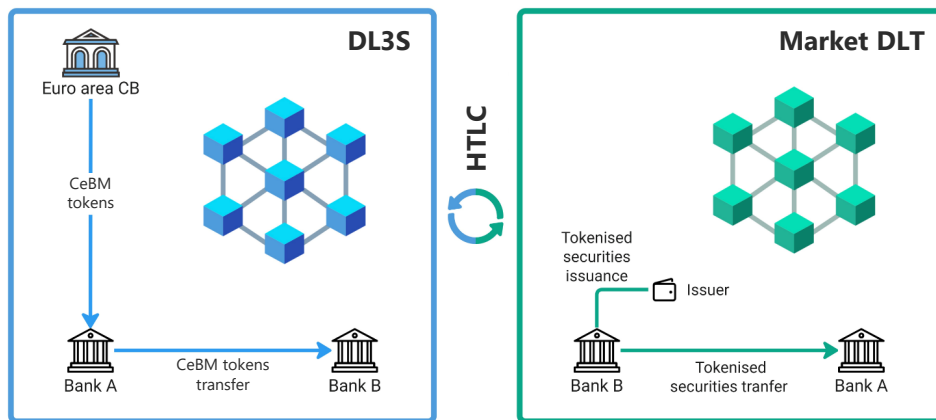 DL3S
Euro area CB
CeBM
tokens
Bank A
CeBM tokens
transfer
Bank B
HTLC
Market DLT
Tokenised
securities
issuance
Issuer
Bank B
Tokenised
securities tranfer
Bank A